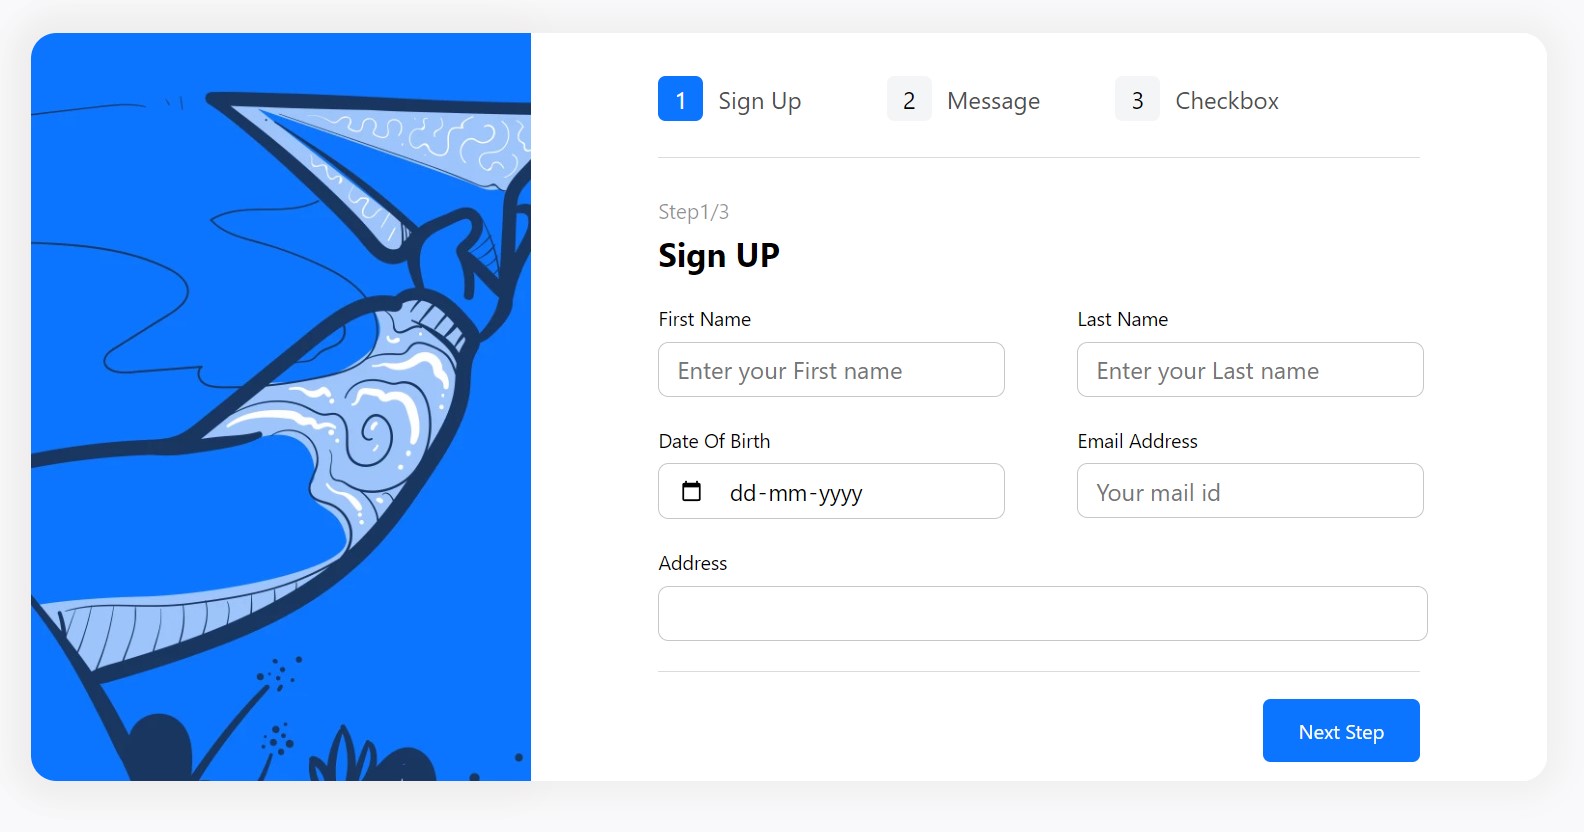 1 Sign Up 2 Message 3 Checkbox
Step1/3
Sign UP
First Name Last Name
Enter your First name Enter your Last name
Date Of Birth Email Address
dd-mm-yyyy Your mail id
Address
Next Step